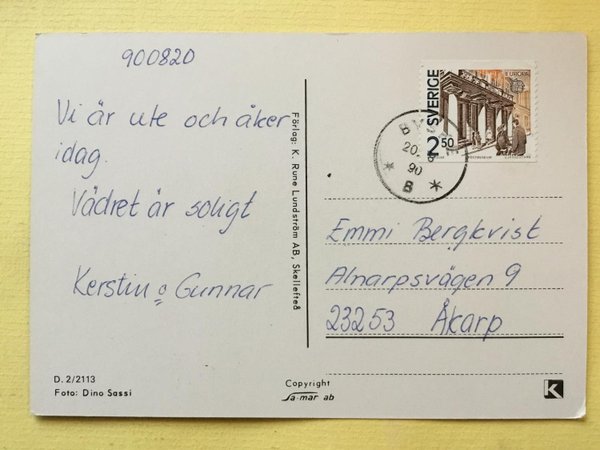 900820
Vi är ute och åker
idag.
Vädret är soligt
Kerstin o Gunnar
Förlag: K. Rune Lundström AB, Skellefteå
D. 2/2113
Foto: Dino Sassi
Copyright
Sa-mar ab
K
EUROPA
SVERIGE
2 50
20.
90
* B *
Emmi Bergkvist
Alnarpsvägen 9
23253 Åkarp